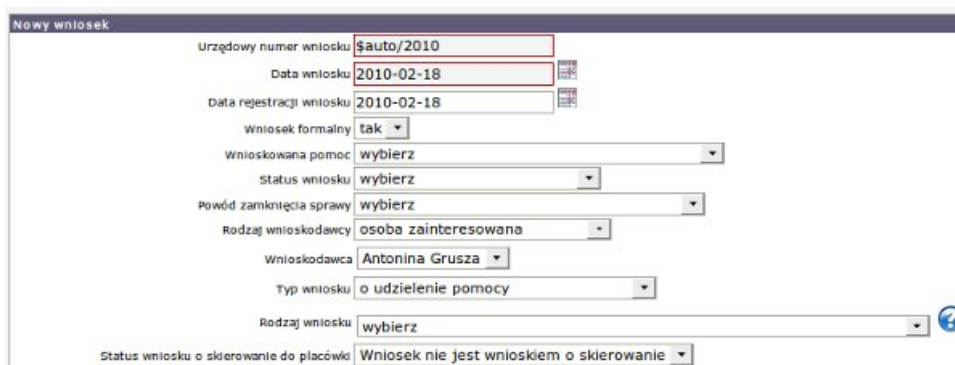 Nowy wniosek
Urzędowy numer wniosku $auto/2010
Data wniosku 2010-02-18
Data rejestracji wniosku 2010-02-18
Wniosek formalny tak
Wnioskowana pomoc wybierz
Status wniosku wybierz
Powód zamknięcia sprawy wybierz
Rodzaj wnioskodawcy osoba zainteresowana
Wnioskodawca Antonina Grusza
Typ wniosku o udzielenie pomocy
Rodzaj wniosku wybierz ?
Status wniosku o skierowanie do placówki Wniosek nie jest wnioskiem o skierowanie